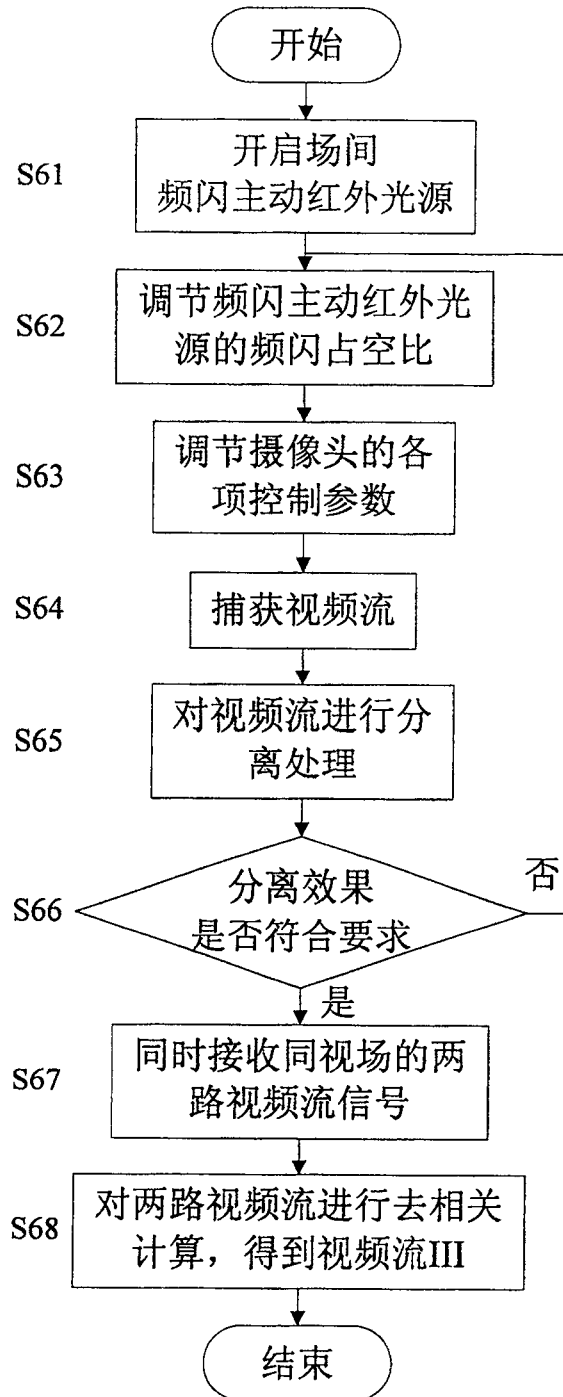 开始
S61
开启场间
频闪主动红外光源
S62
调节频闪主动红外光
源的频闪占空比
S63
调节摄像头的各
项控制参数
S64
捕获视频流
S65
对视频流进行分
离处理
S66
分离效果
是否符合要求
否
是
S67
同时接收同视场的两
路视频流信号
S68
对两路视频流进行去相关
计算，得到视频流III
结束